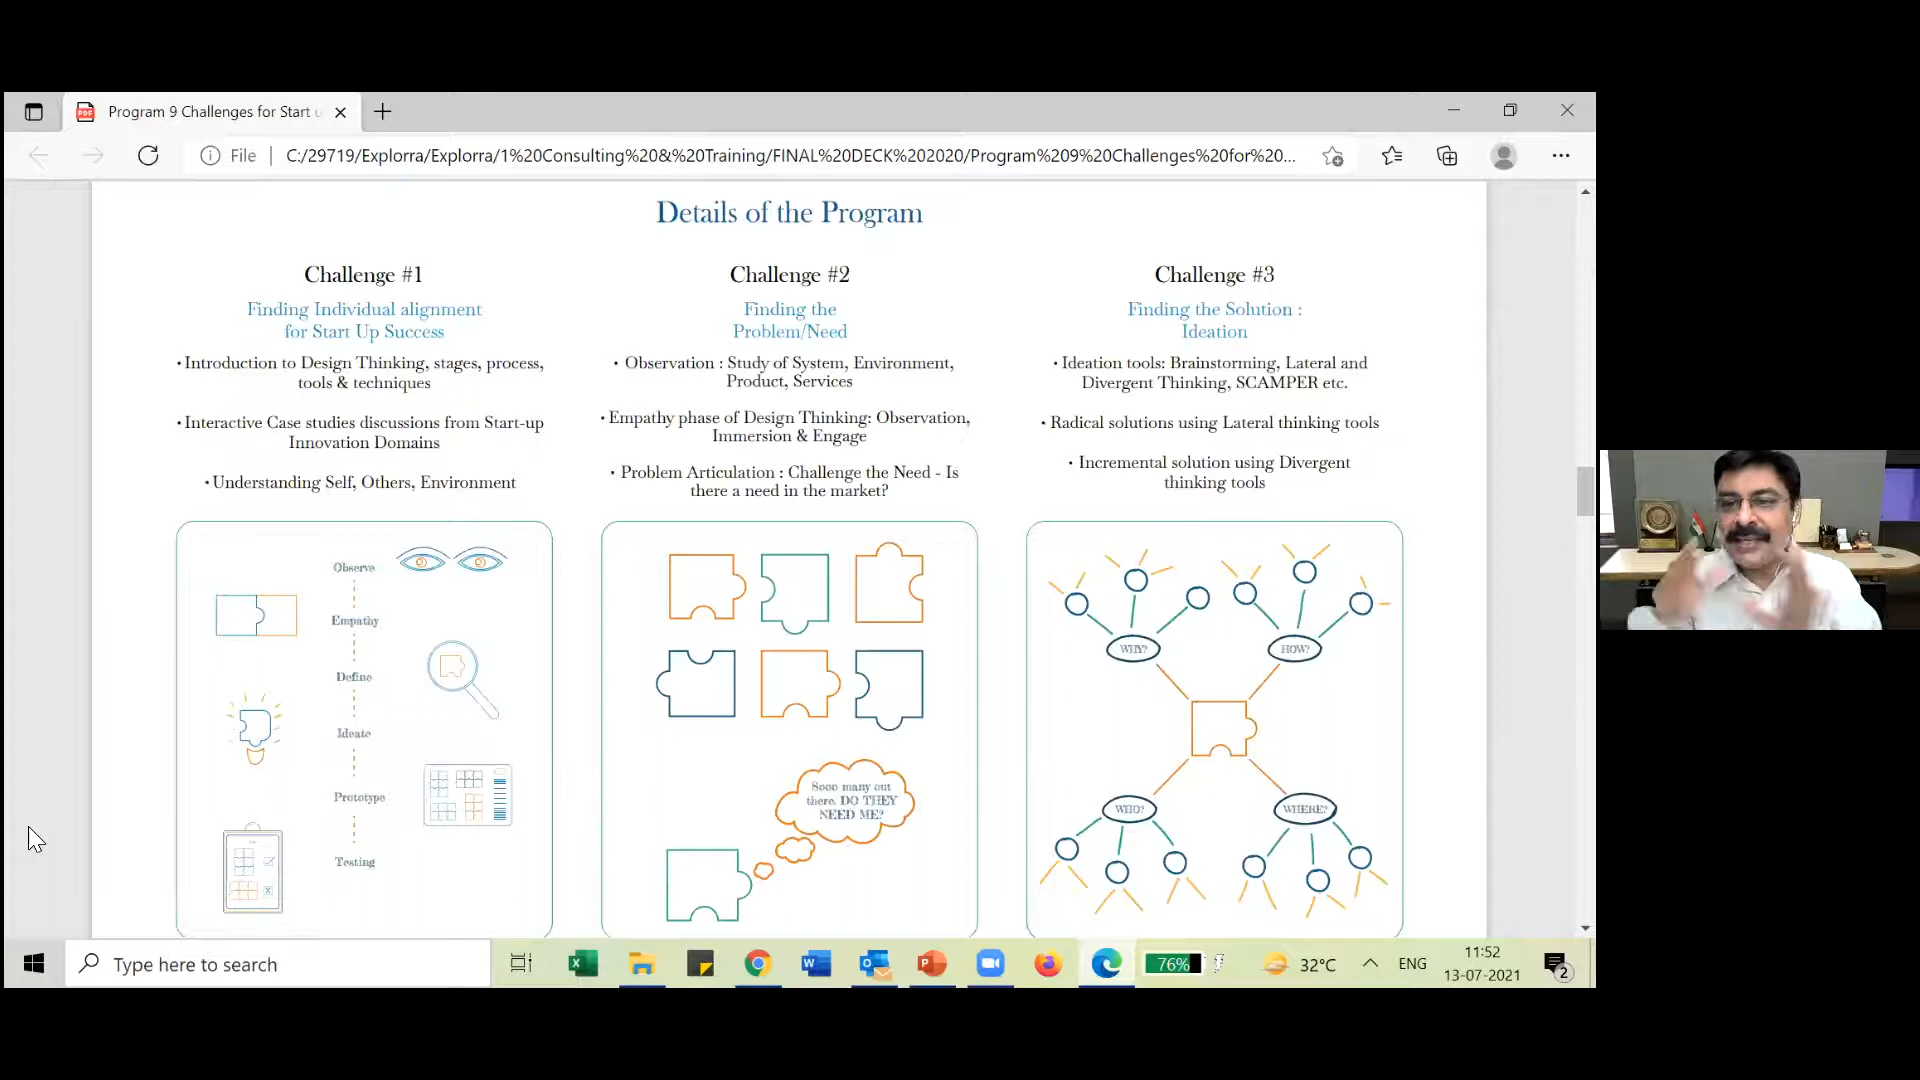 Program 9 Challenges for Start u
File
C:/29719/Explorra/Explorra/1%20Consulting%20&%20Training/FINAL%20DECK%202020/Program%209%20Challenges%20for%20...
Details of the Program
Challenge #1
Finding Individual alignment
for Start Up Success
• Introduction to Design Thinking, stages, process,
tools & techniques
• Interactive Case studies discussions from Start-up
Innovation Domains
• Understanding Self, Others, Environment
Observe
Empathy
Define
Ideate
Prototype
Testing
Challenge #2
Finding the
Problem/Need
• Observation : Study of System, Environment,
Product, Services
• Empathy phase of Design Thinking: Observation,
Immersion & Engage
• Problem Articulation : Challenge the Need - Is
there a need in the market?
Sooo many out
there. DO THEY
NEED ME?
Challenge #3
Finding the Solution :
Ideation
• Ideation tools: Brainstorming, Lateral and
Divergent Thinking, SCAMPER etc.
• Radical solutions using Lateral thinking tools
• Incremental solution using Divergent
thinking tools
WHY?
HOW?
WHO?
WHERE?
Type here to search
76%
32°C
ENG
11:52
13-07-2021
2